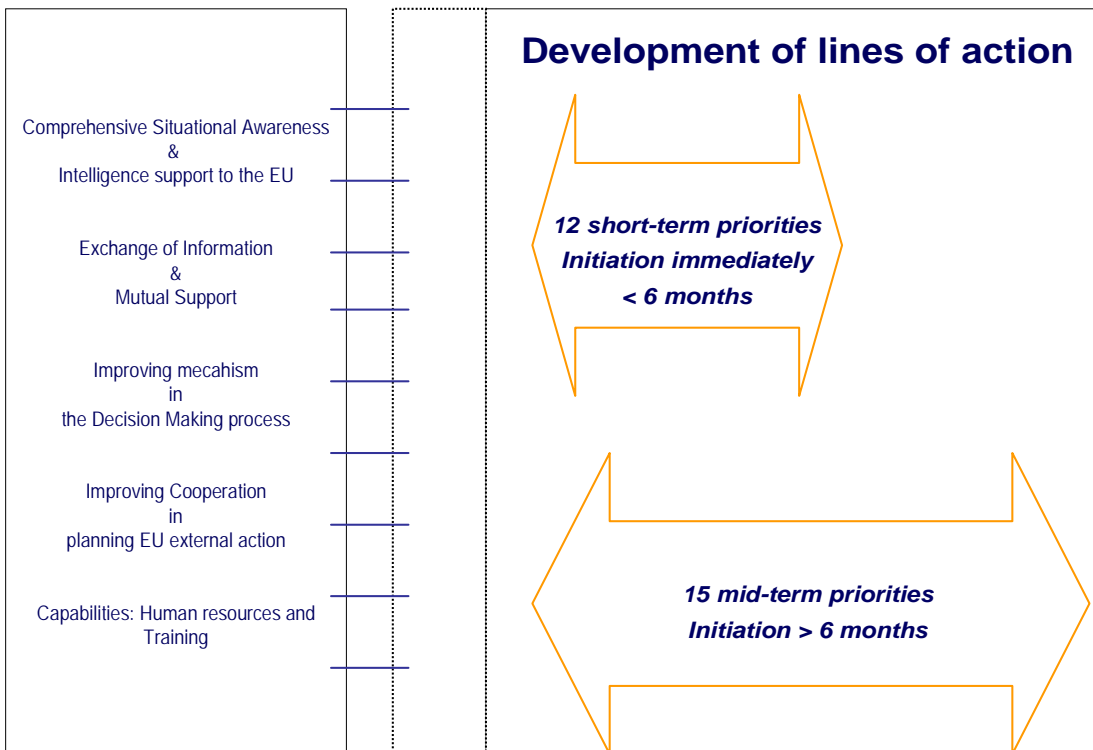 Development of lines of action
Comprehensive Situational Awareness
&
Intelligence support to the EU
Exchange of Information
&
Mutual Support
Improving mecahism
in
the Decision Making process
Improving Cooperation
in
planning EU external action
Capabilities: Human resources and
Training
12 short-term priorities
Initiation immediately
< 6 months
15 mid-term priorities
Initiation > 6 months